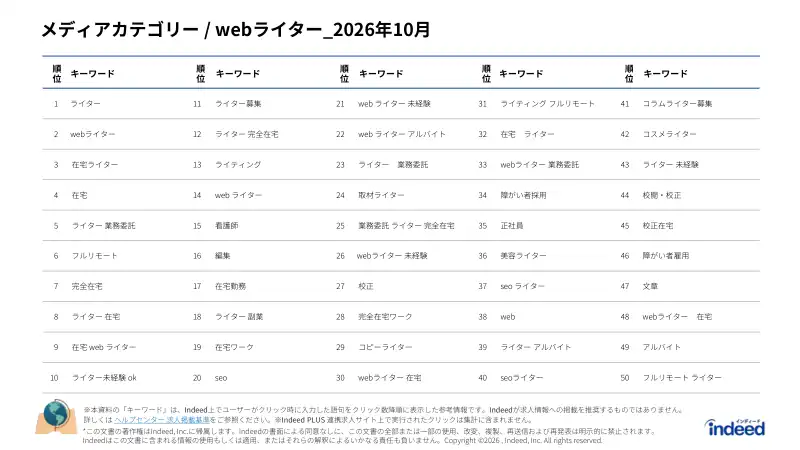 メディアカテゴリー / webライター_2026年10月
順位 キーワード 順位 キーワード 順位 キーワード 順位 キーワード 順位 キーワード
1 ライター 11 ライター募集 21 web ライター 未経験 31 ライティング フルリモート 41 コラムライター募集
2 webライター 12 ライター 完全在宅 22 web ライター アルバイト 32 在宅　ライター 42 コスメライター
3 在宅ライター 13 ライティング 23 ライター　業務委託 33 webライター 業務委託 43 ライター 未経験
4 在宅 14 web ライター 24 取材ライター 34 障がい者採用 44 校閲・校正
5 ライター 業務委託 15 看護師 25 業務委託 ライター 完全在宅 35 正社員 45 校正在宅
6 フルリモート 16 編集 26 webライター 未経験 36 美容ライター 46 障がい者雇用
7 完全在宅 17 在宅勤務 27 校正 37 seo ライター 47 文章
8 ライター 在宅 18 ライター 副業 28 完全在宅ワーク 38 web 48 webライター　在宅
9 在宅 web ライター 19 在宅ワーク 29 コピーライター 39 ライター アルバイト 49 アルバイト
10 ライター未経験 ok 20 seo 30 webライター 在宅 40 seoライター 50 フルリモート ライター
※本資料の「キーワード」は、Indeed上でユーザーがクリック時に入力した語句をクリック数降順に表示した参考情報です。Indeedが求人情報への掲載を推奨するものではありません。
詳しくは ヘルプセンター 求人掲載基準をご参照ください。※Indeed PLUS 連携求人サイト上で実行されたクリックは集計に含まれません。
*この文書の著作権はIndeed, Inc.に帰属します。Indeedの書面による同意なしに、この文書の全部または一部の使用、改変、複製、再送信および再発表は明示的に禁止されます。
Indeedはこの文書に含まれる情報の使用もしくは適用、またはそれらの解釈よるいかなる責任も負いません。Copyright ©2026 , Indeed, Inc. All rights reserved.
インディード
indeed